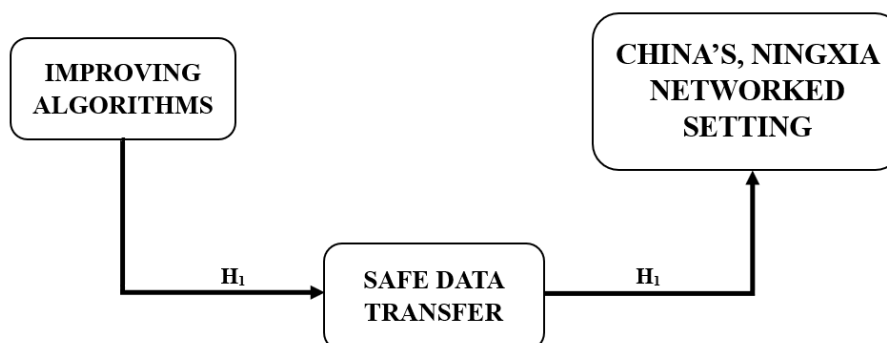 IMPROVING
ALGORITHMS
CHINA’S, NINGXIA
NETWORKED
SETTING
H₁
SAFE DATA
TRANSFER
H₁